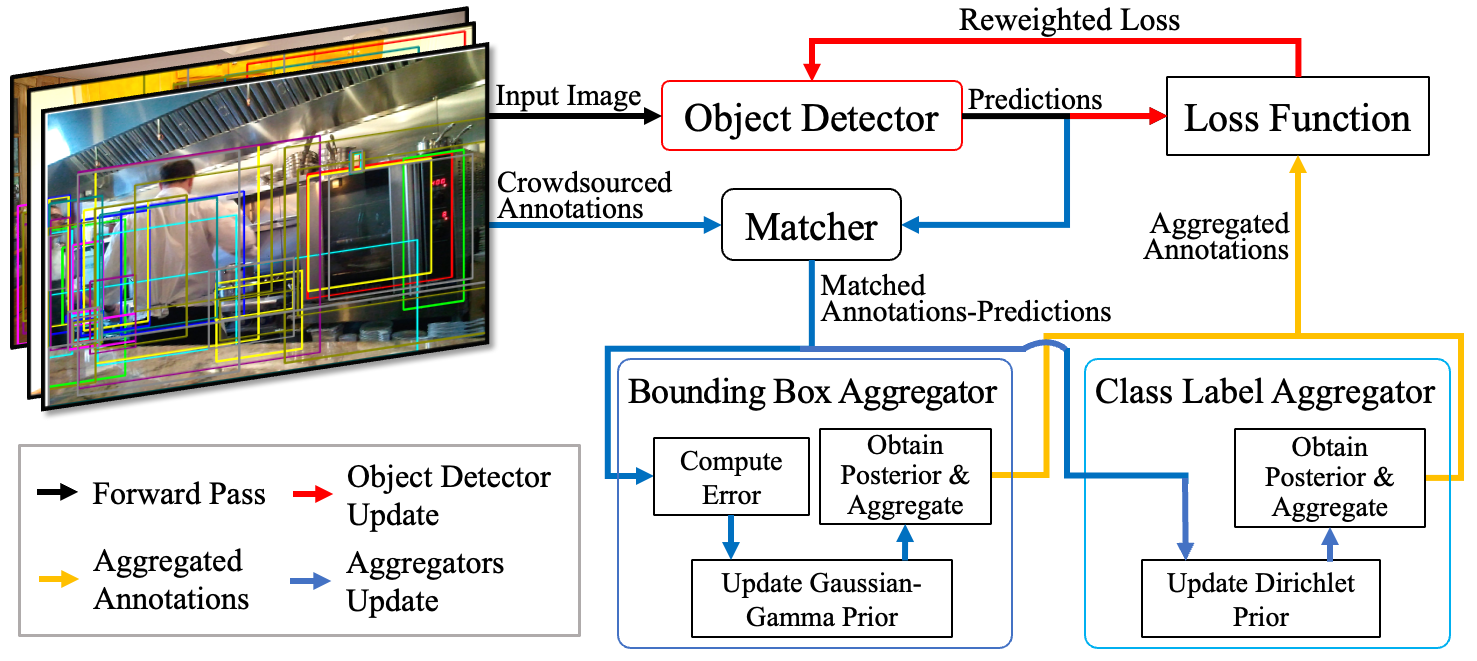 Reweighted Loss
Input Image
Object Detector
Predictions
Loss Function
Crowdsourced
Annotations
Matcher
Aggregated
Annotations
Matched
Annotations-Predictions
Bounding Box Aggregator
Compute
Error
Obtain
Posterior &
Aggregate
Update Gaussian-
Gamma Prior
Class Label Aggregator
Obtain
Posterior &
Aggregate
Update Dirichlet
Prior
Forward Pass
Object Detector
Update
Aggregated
Annotations
Aggregators
Update